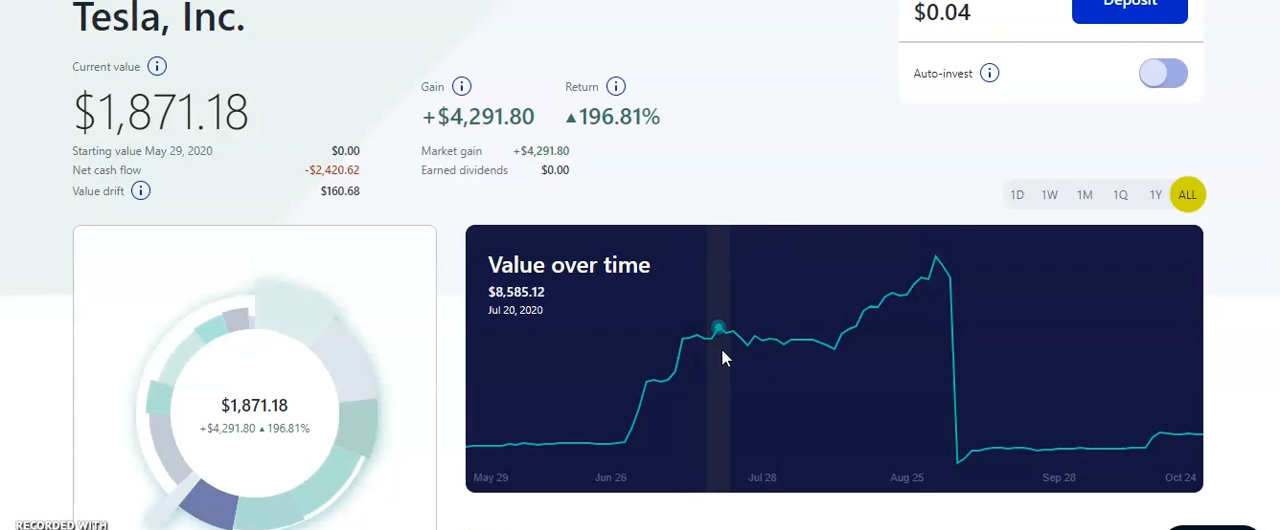 Tesla, Inc.
$0.04
Deposit
Current value
Auto-invest
$1,871.18
Gain
Return
+$4,291.80
▲196.81%
Starting value May 29, 2020
$0.00
Market gain
+$4,291.80
Net cash flow
-$2,420.62
Earned dividends
$0.00
Value drift
$160.68
1D
1W
1M
1Q
1Y
ALL
Value over time
$8,585.12
Jul 20, 2020
$1,871.18
+$4,291.80 ▲ 196.81%
May 29
Jun 26
Jul 28
Aug 25
Sep 28
Oct 24
RECORDED WITH